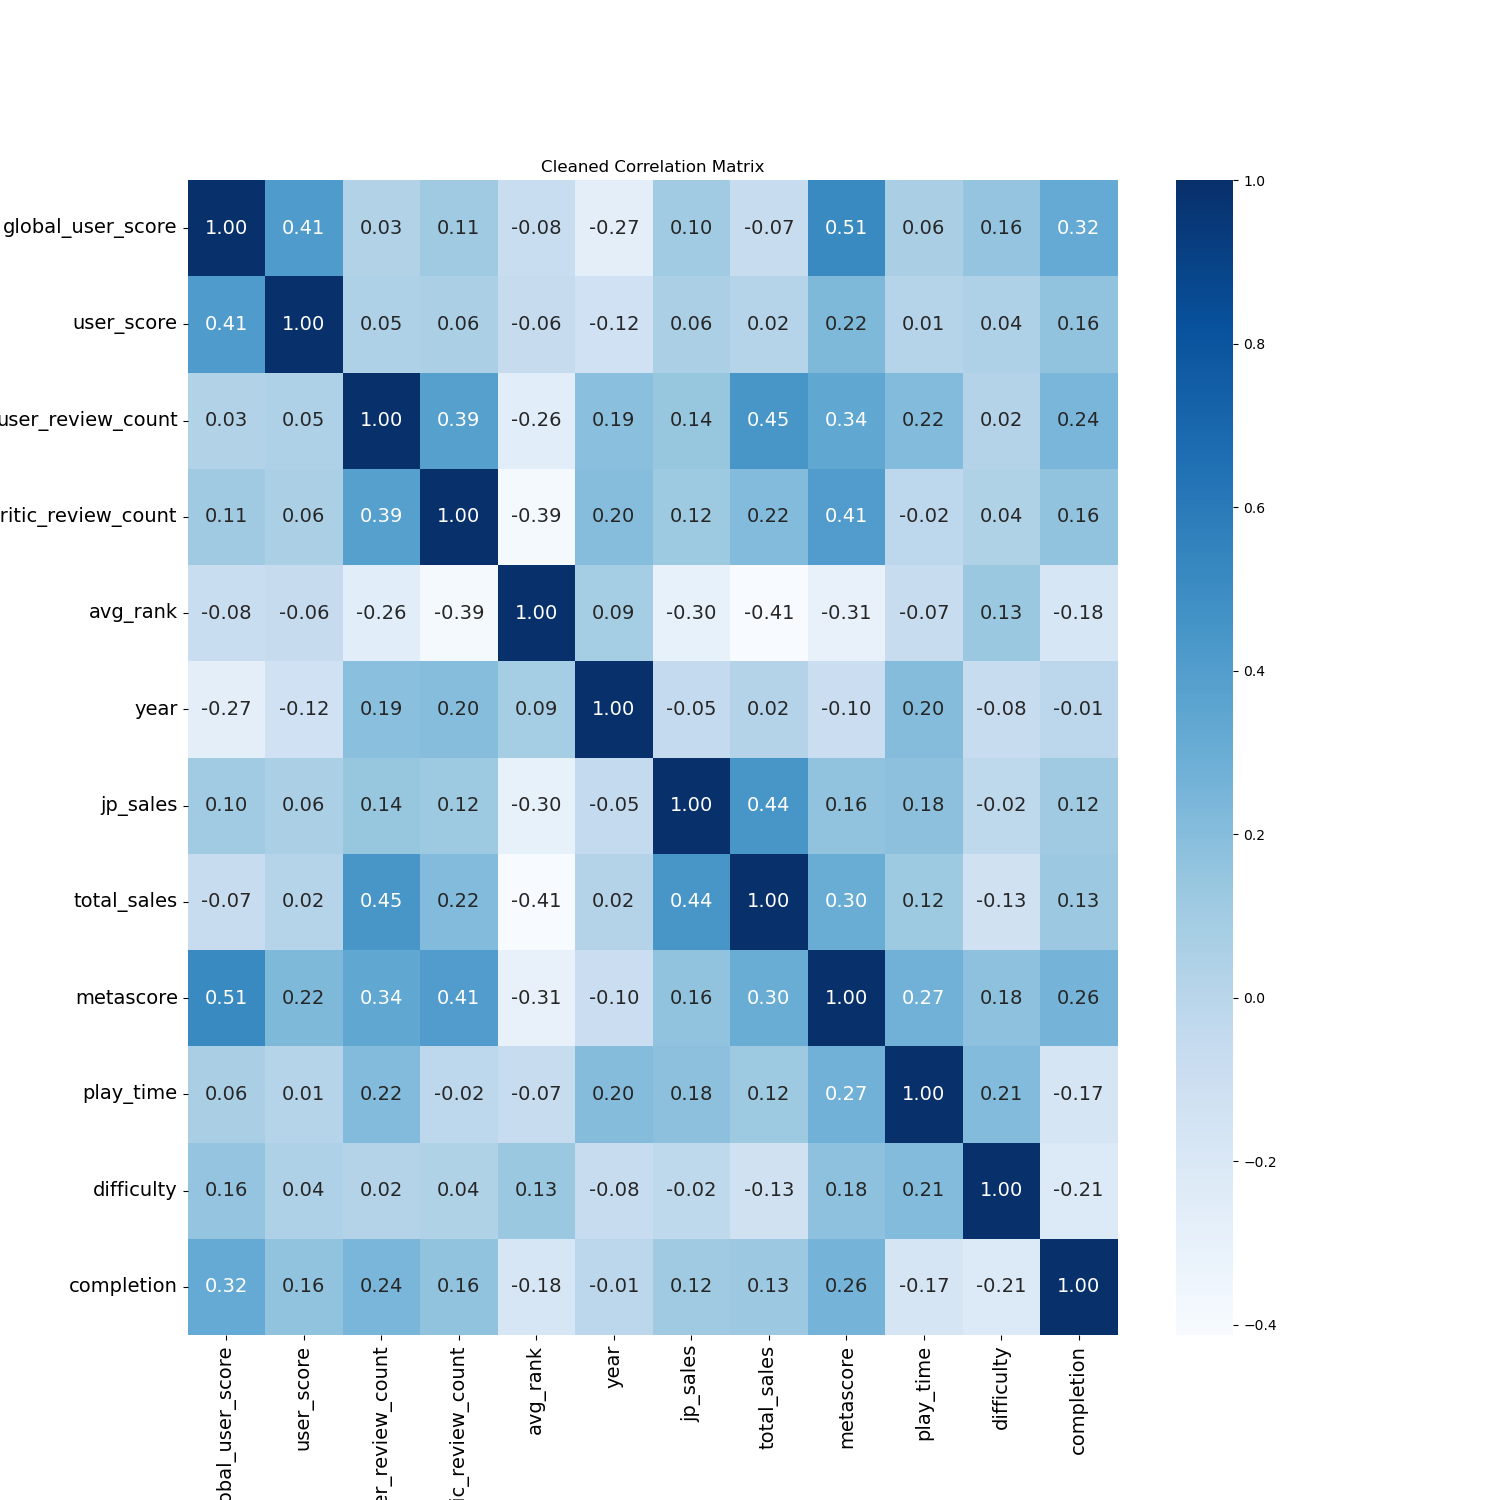 Cleaned Correlation Matrix
global_user_score 1.00 0.41 0.03 0.11 -0.08 -0.27 0.10 -0.07 0.51 0.06 0.16 0.32
user_score 0.41 1.00 0.05 0.06 -0.06 -0.12 0.06 0.02 0.22 0.01 0.04 0.16
user_review_count 0.03 0.05 1.00 0.39 -0.26 0.19 0.14 0.45 0.34 0.22 0.02 0.24
ritic_review_count 0.11 0.06 0.39 1.00 -0.39 0.20 0.12 0.22 0.41 -0.02 0.04 0.16
avg_rank -0.08 -0.06 -0.26 -0.39 1.00 0.09 -0.30 -0.41 -0.31 -0.07 0.13 -0.18
year -0.27 -0.12 0.19 0.20 0.09 1.00 -0.05 0.02 -0.10 0.20 -0.08 -0.01
jp_sales 0.10 0.06 0.14 0.12 -0.30 -0.05 1.00 0.44 0.16 0.18 -0.02 0.12
total_sales -0.07 0.02 0.45 0.22 -0.41 0.02 0.44 1.00 0.30 0.12 -0.13 0.13
metascore 0.51 0.22 0.34 0.41 -0.31 -0.10 0.16 0.30 1.00 0.27 0.18 0.26
play_time 0.06 0.01 0.22 -0.02 -0.07 0.20 0.18 0.12 0.27 1.00 0.21 -0.17
difficulty 0.16 0.04 0.02 0.04 0.13 -0.08 -0.02 -0.13 0.18 0.21 1.00 -0.21
completion 0.32 0.16 0.24 0.16 -0.18 -0.01 0.12 0.13 0.26 -0.17 -0.21 1.00
obal_user_score
user_score
er_review_count
ic_review_count
avg_rank
year
jp_sales
total_sales
metascore
play_time
difficulty
completion
1.0
0.8
0.6
0.4
0.2
0.0
−0.2
−0.4